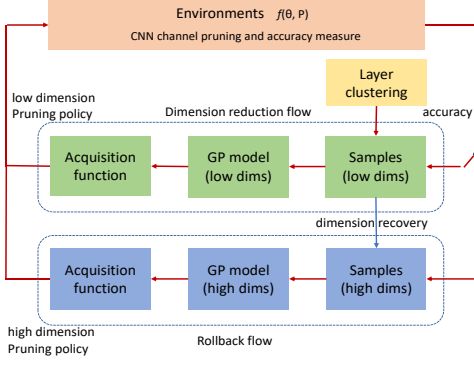 Environments f(θ, P)
CNN channel pruning and accuracy measure
Layer
clustering
low dimension
Pruning policy
Dimension reduction flow
accuracy
Acquisition
function
GP model
(low dims)
Samples
(low dims)
dimension recovery
Acquisition
function
GP model
(high dims)
Samples
(high dims)
high dimension
Pruning policy
Rollback flow